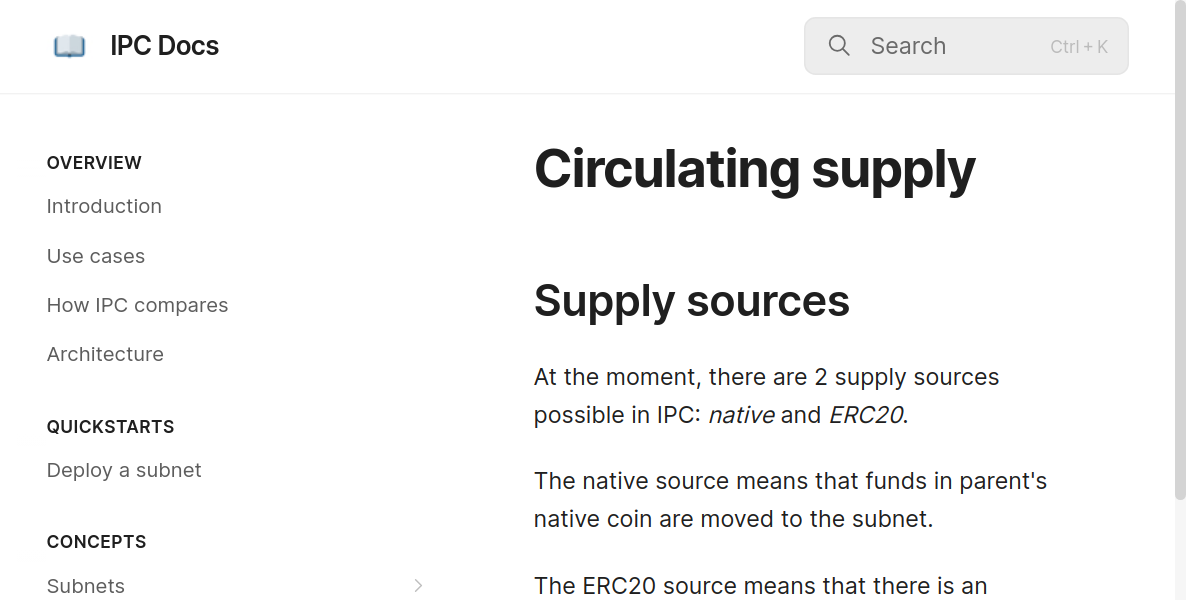 IPC Docs
Search
Ctrl + K
OVERVIEW
Introduction
Use cases
How IPC compares
Architecture
QUICKSTARTS
Deploy a subnet
CONCEPTS
Subnets
Circulating supply
Supply sources
At the moment, there are 2 supply sources
possible in IPC: native and ERC20.
The native source means that funds in parent's
native coin are moved to the subnet.
The ERC20 source means that there is an